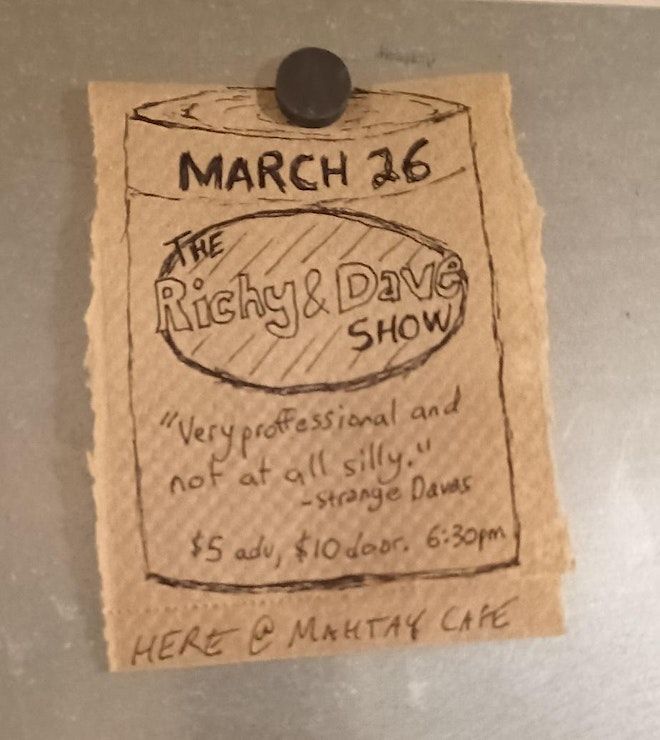 MARCH 26
THE
Richy & Dave
SHOW
"Very proffessional and
not at all silly."
-strange Davas
$5 adv, $10 door. 6:30pm
HERE @ MAHTAY CAFE